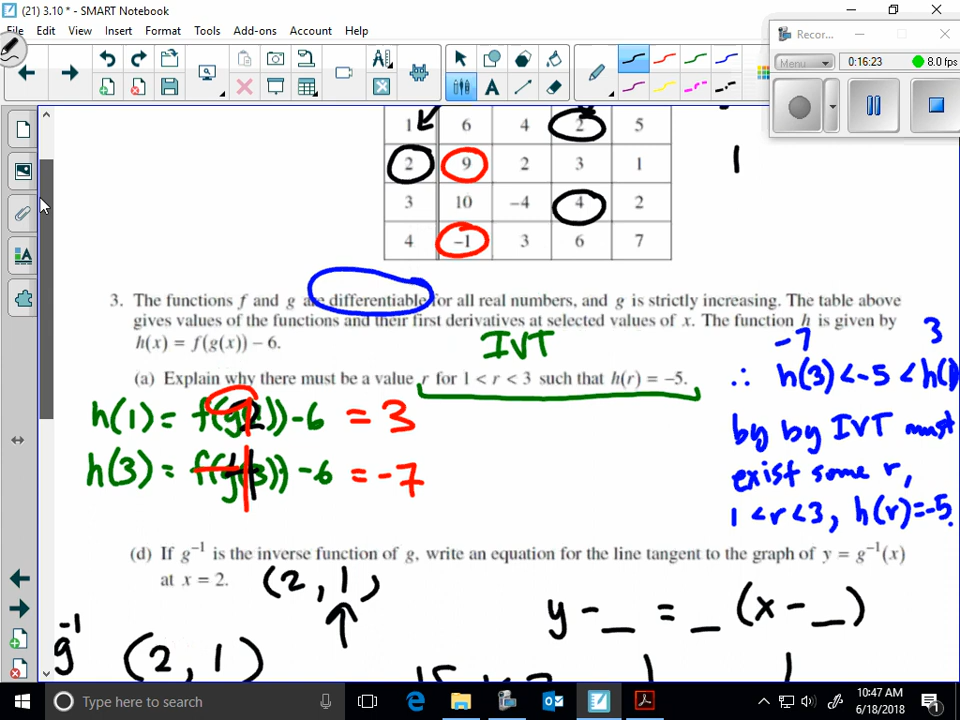 (21) 3.10 * - SMART Notebook
File Edit View Insert Format Tools Add-ons Account Help
Recor...
Menu 0:16:23 8.0 fps
1 6 4 2 5
2 9 2 3 1
1
3 10 −4 4 2
4 −1 3 6 7
3. The functions f and g are differentiable for all real numbers, and g is strictly increasing. The table above
gives values of the functions and their first derivatives at selected values of x. The function h is given by
h(x) = f(g(x)) − 6.
IVT
-7 3
(a) Explain why there must be a value r for 1 < r < 3 such that h(r) = −5.
∴ h(3) < -5 < h(1)
h(1) = f(g(1)) - 6 = 3
by by IVT must
h(3) = f(g(3)) - 6 = -7
exist some r,
1 < r < 3, h(r) = -5.
(d) If g⁻¹ is the inverse function of g, write an equation for the line tangent to the graph of y = g⁻¹(x)
at x = 2.
(2, 1)
y - _ = _ (x - _)
g⁻¹ (2, 1)
Type here to search
10:47 AM
6/18/2018
1